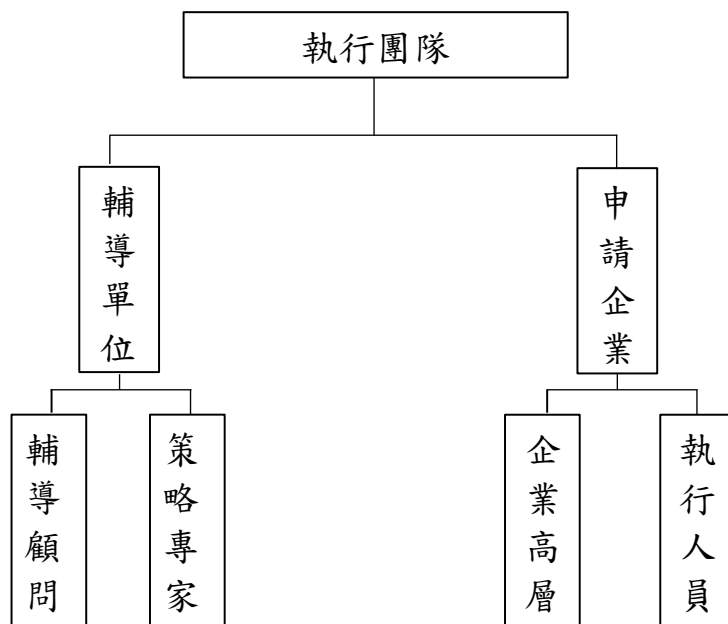 執行團隊
輔導單位
申請企業
輔導顧問
策略專家
企業高層
執行人員